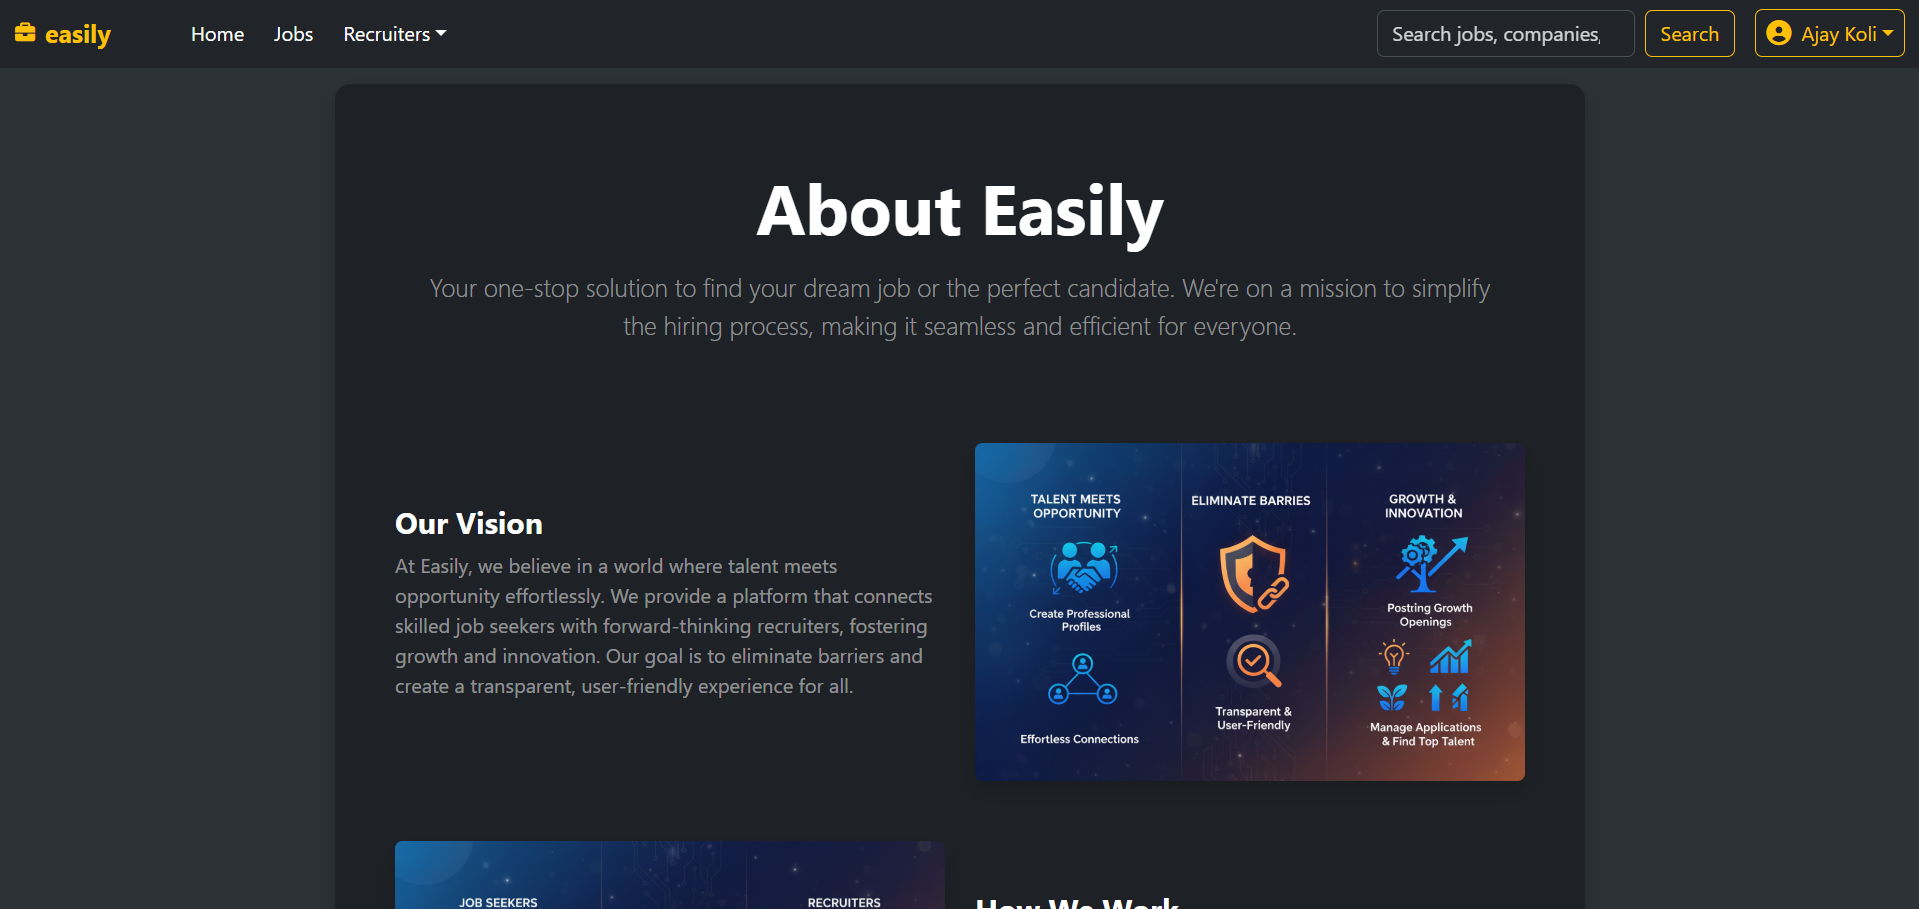 easily
Home
Jobs
Recruiters
Search jobs, companies,
Search
Ajay Koli
About Easily
Your one-stop solution to find your dream job or the perfect candidate. We're on a mission to simplify
the hiring process, making it seamless and efficient for everyone.
Our Vision
At Easily, we believe in a world where talent meets
opportunity effortlessly. We provide a platform that connects
skilled job seekers with forward-thinking recruiters, fostering
growth and innovation. Our goal is to eliminate barriers and
create a transparent, user-friendly experience for all.
TALENT MEETS
OPPORTUNITY
Create Professional
Profiles
Effortless Connections
ELIMINATE BARRIES
Transparent &
User-Friendly
GROWTH &
INNOVATION
Postring Growth
Openings
Manage Applications
& Find Top Talent
JOB SEEKERS
RECRUITERS
How We Work